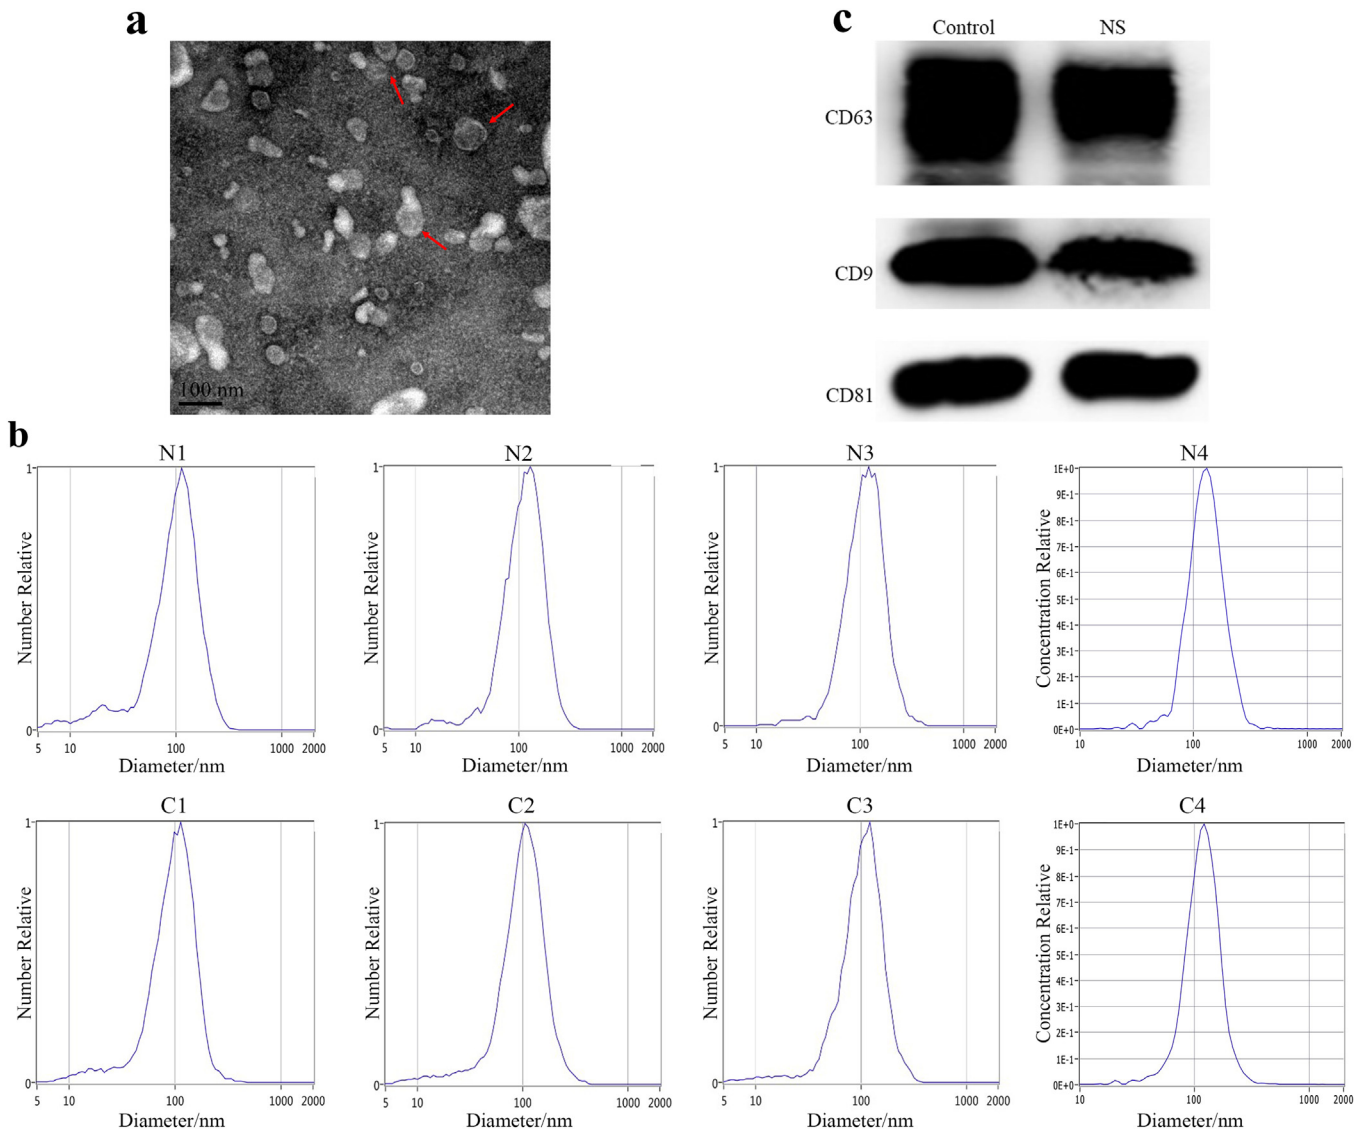 a
100 nm
c
Control NS
CD63
CD9
CD81
b
N1
Number Relative
1
0
5 10 100 1000 2000
Diameter/nm
N2
Number Relative
1
0
5 10 100 1000 2000
Diameter/nm
N3
Number Relative
1
0
5 10 100 1000 2000
Diameter/nm
N4
Concentration Relative
1E+0
9E-1
8E-1
7E-1
6E-1
5E-1
4E-1
3E-1
2E-1
1E-1
0E+0
10 100 1000 2000
Diameter/nm
C1
Number Relative
1
0
5 10 100 1000 2000
Diameter/nm
C2
Number Relative
1
0
5 10 100 1000 2000
Diameter/nm
C3
Number Relative
1
0
5 10 100 1000 2000
Diameter/nm
C4
Concentration Relative
1E+0
9E-1
8E-1
7E-1
6E-1
5E-1
4E-1
3E-1
2E-1
1E-1
0E+0
10 100 1000 2000
Diameter/nm